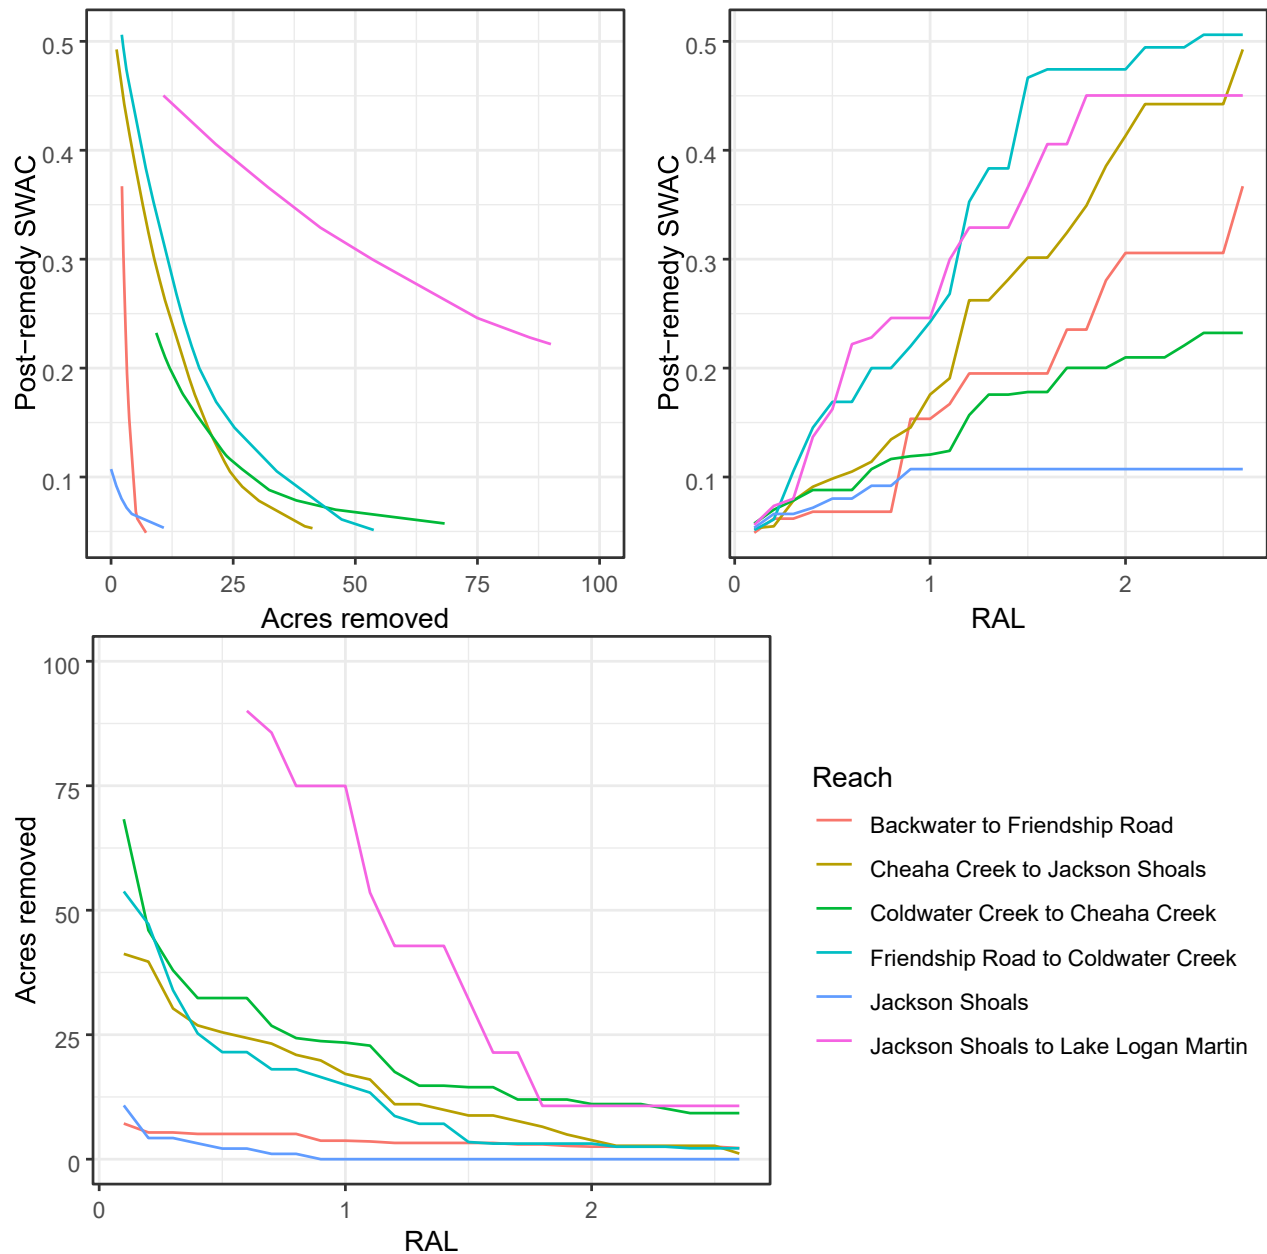 Post−remedy SWAC
0.5
0.4
0.3
0.2
0.1
0 25 50 75 100
Acres removed
Post−remedy SWAC
0.5
0.4
0.3
0.2
0.1
0 1 2
RAL
Acres removed
100
75
50
25
0
0 1 2
RAL
Reach
Backwater to Friendship Road
Cheaha Creek to Jackson Shoals
Coldwater Creek to Cheaha Creek
Friendship Road to Coldwater Creek
Jackson Shoals
Jackson Shoals to Lake Logan Martin